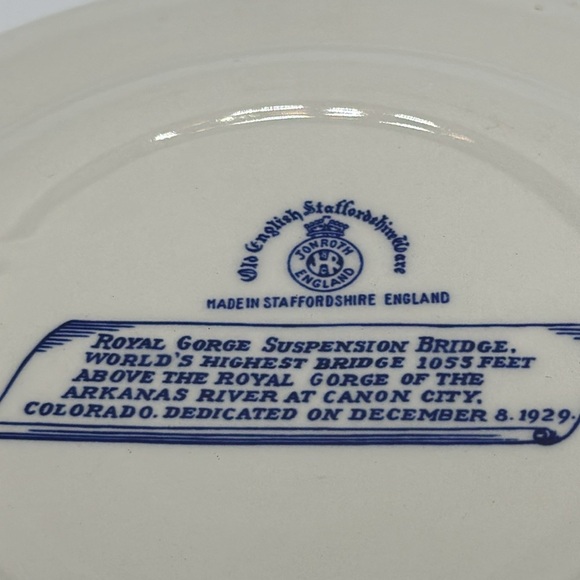 Old English Staffordshire Ware
JONROTH
JHR
ENGLAND
MADE IN STAFFORDSHIRE ENGLAND
ROYAL GORGE SUSPENSION BRIDGE.
WORLD'S HIGHEST BRIDGE 1053 FEET
ABOVE THE ROYAL GORGE OF THE
ARKANAS RIVER AT CANON CITY,
COLORADO. DEDICATED ON DECEMBER 8. 1929.